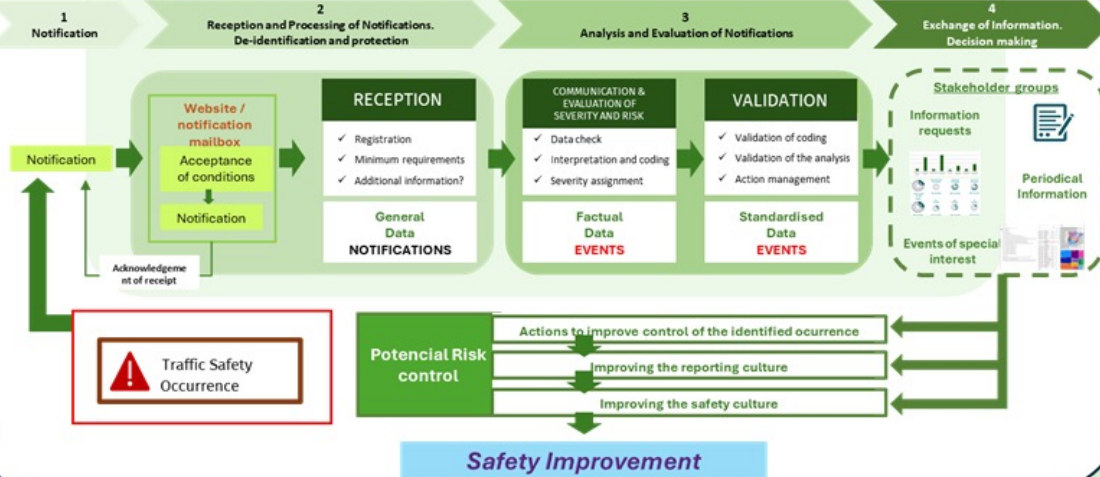 1
Notification
2
Reception and Processing of Notifications.
De-identification and protection
3
Analysis and Evaluation of Notifications
4
Exchange of Information.
Decision making
Notification
Website /
notification
mailbox
Acceptance
of conditions
Notification
Acknowledgeme
nt of receipt
RECEPTION
✓ Registration
✓ Minimum requirements
✓ Additional information?
General
Data
NOTIFICATIONS
COMMUNICATION &
EVALUATION OF
SEVERITY AND RISK
✓ Data check
✓ Interpretation and coding
✓ Severity assignment
Factual
Data
EVENTS
VALIDATION
✓ Validation of coding
✓ Validation of the analysis
✓ Action management
Standardised
Data
EVENTS
Stakeholder groups
Information
requests
Periodical
Information
Events of special
interest
Traffic Safety
Occurrence
Potencial Risk
control
Actions to improve control of the identified ocurrence
Improving the reporting culture
Improving the safety culture
Safety Improvement